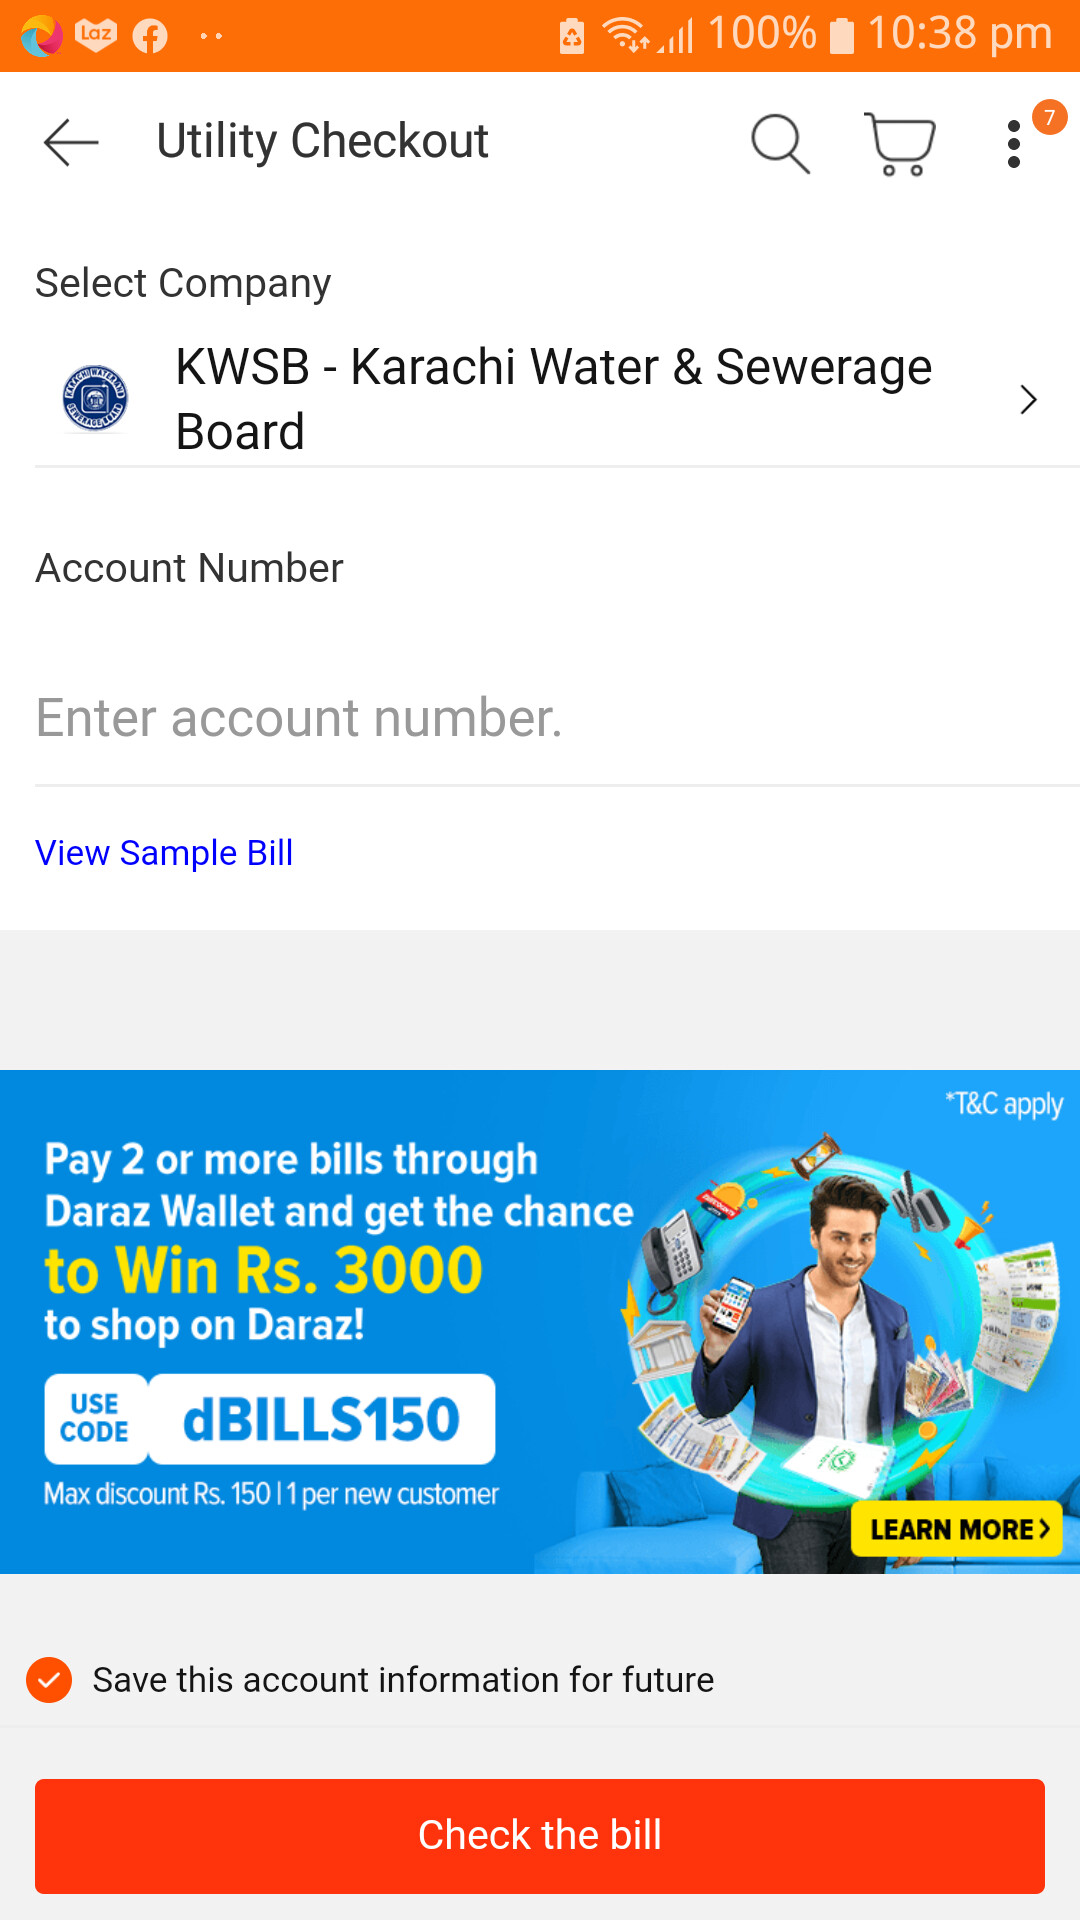 Laz
100%
10:38 pm
Utility Checkout
7
Select Company
KWSB - Karachi Water & Sewerage
Board
Account Number
Enter account number.
View Sample Bill
*T&C apply
Pay 2 or more bills through
Daraz Wallet and get the chance
to Win Rs. 3000
to shop on Daraz!
USE
CODE
dBILLS150
Max discount Rs. 150 | 1 per new customer
LEARN MORE
Save this account information for future
Check the bill